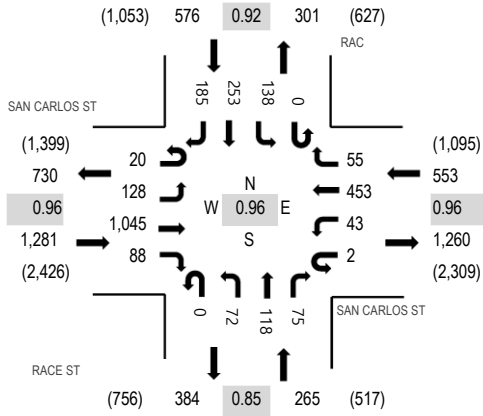 (1,053) 576 0.92 301 (627)
RAC
185 253 138 0
SAN CARLOS ST
(1,399)
730
0.96
1,281
(2,426)
20
128
1,045
88
N
W 0.96 E
S
55
453
43
2
(1,095)
553
0.96
1,260
(2,309)
0 72 118 75
SAN CARLOS ST
RACE ST
(756) 384 0.85 265 (517)